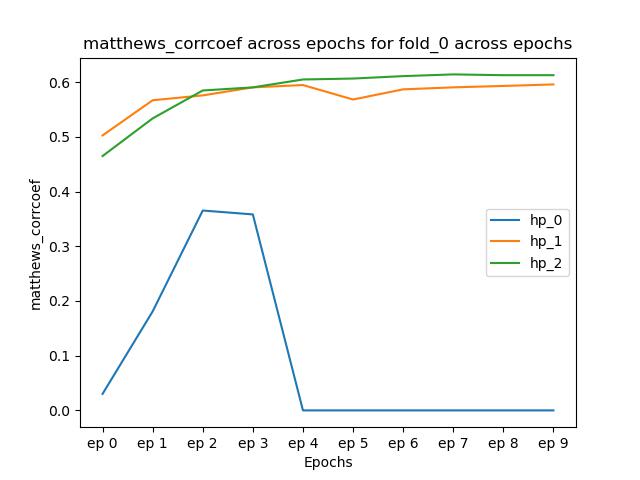 matthews_corrcoef across epochs for fold_0 across epochs
matthews_corrcoef
0.6
0.5
0.4
0.3
0.2
0.1
0.0
hp_0
hp_1
hp_2
ep 0 ep 1 ep 2 ep 3 ep 4 ep 5 ep 6 ep 7 ep 8 ep 9
Epochs